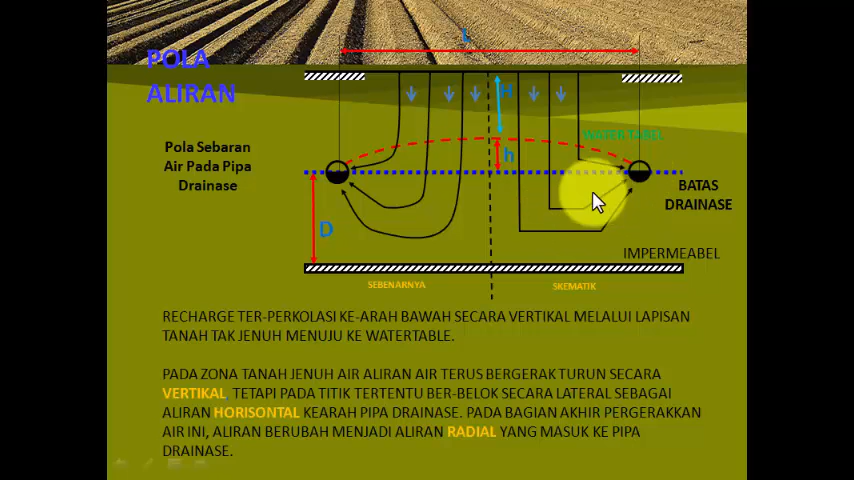 POLA
ALIRAN
L
H
WATER TABEL
h
Pola Sebaran
Air Pada Pipa
Drainase
BATAS
DRAINASE
D
IMPERMEABEL
SEBENARNYA
SKEMATIK
RECHARGE TER-PERKOLASI KE-ARAH BAWAH SECARA VERTIKAL MELALUI LAPISAN
TANAH TAK JENUH MENUJU KE WATERTABLE.
PADA ZONA TANAH JENUH AIR ALIRAN AIR TERUS BERGERAK TURUN SECARA
VERTIKAL, TETAPI PADA TITIK TERTENTU BER-BELOK SECARA LATERAL SEBAGAI
ALIRAN HORISONTAL KEARAH PIPA DRAINASE. PADA BAGIAN AKHIR PERGERAKKAN
AIR INI, ALIRAN BERUBAH MENJADI ALIRAN RADIAL YANG MASUK KE PIPA
DRAINASE.